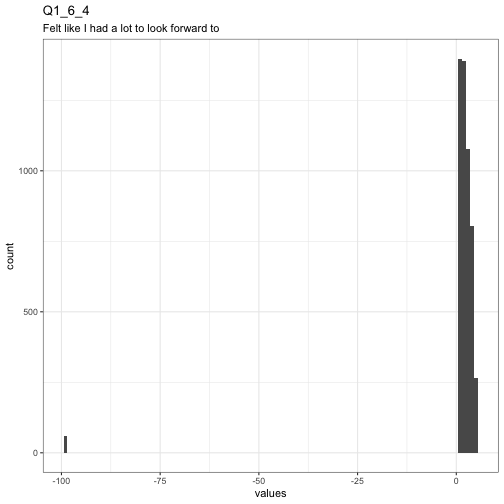 Q1_6_4
Felt like I had a lot to look forward to
1000
500
0
count
-100 -75 -50 -25 0
values